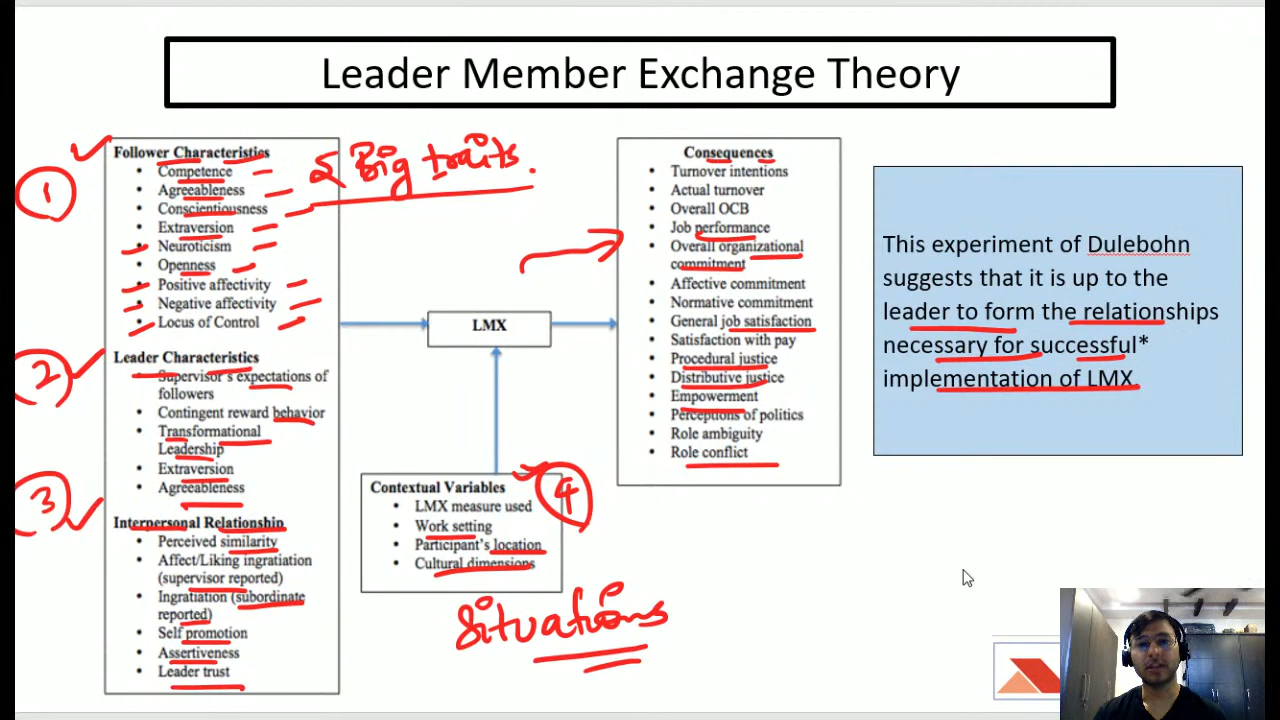 Leader Member Exchange Theory
1
Follower Characteristics
Competence
Agreeableness
Conscientiousness
Extraversion
Neuroticism
Openness
Positive affectivity
Negative affectivity
Locus of Control
Big traits.
2
Leader Characteristics
Supervisor's expectations of
followers
Contingent reward behavior
Transformational
Leadership
Extraversion
Agreeableness
3
Interpersonal Relationship
Perceived similarity
Affect/Liking ingratiation
(supervisor reported)
Ingratiation (subordinate
reported)
Self promotion
Assertiveness
Leader trust
LMX
4
Contextual Variables
LMX measure used
Work setting
Participant's location
Cultural dimensions
situations
Consequences
Turnover intentions
Actual turnover
Overall OCB
Job performance
Overall organizational
commitment
Affective commitment
Normative commitment
General job satisfaction
Satisfaction with pay
Procedural justice
Distributive justice
Empowerment
Perceptions of politics
Role ambiguity
Role conflict
This experiment of Dulebohn
suggests that it is up to the
leader to form the relationships
necessary for successful*
implementation of LMX.